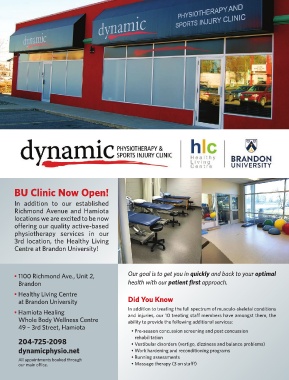 dynamic PHYSIOTHERAPY AND
SPORTS INJURY CLINIC
dynamic PHYSIOTHERAPY &
SPORTS INJURY CLINIC
hlc
Healthy
Living
Centre
BRANDON
UNIVERSITY
BU Clinic Now Open!
In addition to our established
Richmond Avenue and Hamiota
locations we are excited to be now
offering our quality active-based
physiotherapy services in our
3rd location, the Healthy Living
Centre at Brandon University!
• 1100 Richmond Ave., Unit 2,
Brandon
• Healthy Living Centre
at Brandon University
• Hamiota Healing
Whole Body Wellness Centre
49 – 3rd Street, Hamiota
204-725-2098
dynamicphysio.net
All appointments booked through
our main office.
Our goal is to get you in quickly and back to your optimal
health with our patient first approach.
Did You Know
In addition to treating the full spectrum of musculo-skeletal conditions
and injuries, our 10 treating staff members have amongst them, the
ability to provide the following additional services:
• Pre-season concussion screening and post concussion
rehabilitation
• Vestibular disorders (vertigo, dizziness and balance problems)
• Work hardening and reconditioning programs
• Running assessments
• Massage therapy (3 on staff!)